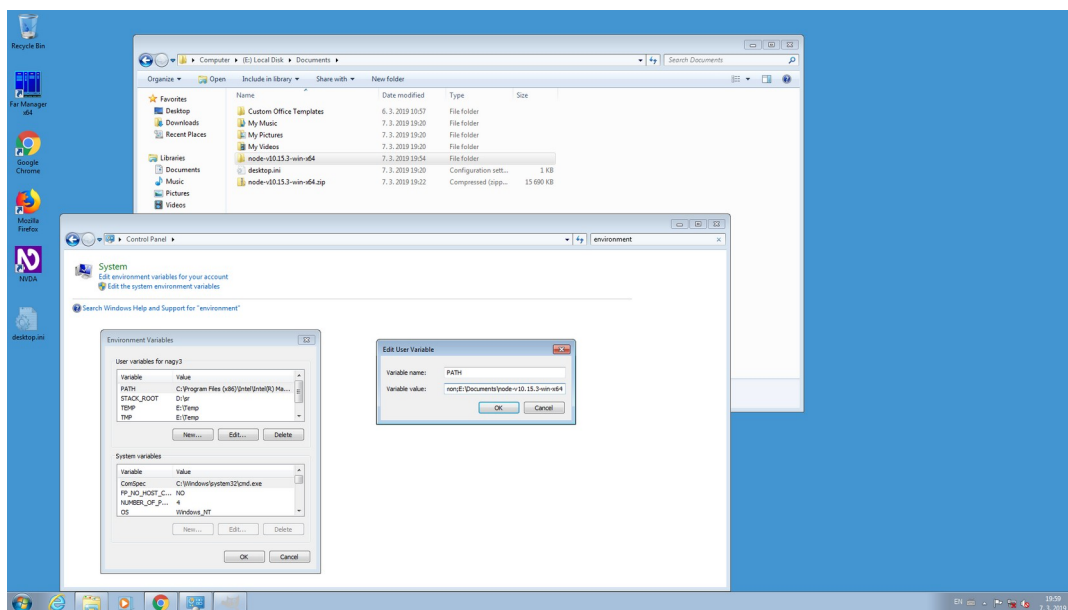 Recycle Bin
Far Manager
x64
Google
Chrome
Mozilla
Firefox
NVDA
desktop.ini
Computer ▸ (E:) Local Disk ▸ Documents ▸
Search Documents
Organize Open Include in library Share with New folder
Favorites
Desktop
Downloads
Recent Places
Libraries
Documents
Music
Pictures
Videos
Name Date modified Type Size
Custom Office Templates 6. 3. 2019 10:57 File folder
My Music 7. 3. 2019 19:20 File folder
My Pictures 7. 3. 2019 19:20 File folder
My Videos 7. 3. 2019 19:20 File folder
node-v10.15.3-win-x64 7. 3. 2019 19:54 File folder
desktop.ini 7. 3. 2019 19:20 Configuration sett... 1 KB
node-v10.15.3-win-x64.zip 7. 3. 2019 19:22 Compressed (zipp... 15 690 KB
Control Panel ▸
environment
System
Edit environment variables for your account
Edit the system environment variables
Search Windows Help and Support for "environment"
Environment Variables
User variables for nagy3
Variable Value
PATH C:\Program Files (x86)\Intel\Intel(R) Ma...
STACK_ROOT D:\sr
TEMP E:\Temp
TMP E:\Temp
New... Edit... Delete
System variables
Variable Value
ComSpec C:\Windows\system32\cmd.exe
FP_NO_HOST_C... NO
NUMBER_OF_P... 4
OS Windows_NT
New... Edit... Delete
OK Cancel
Edit User Variable
Variable name: PATH
Variable value: non;E:\Documents\node-v10.15.3-win-x64
OK Cancel
EN
19:59
7. 3. 2019